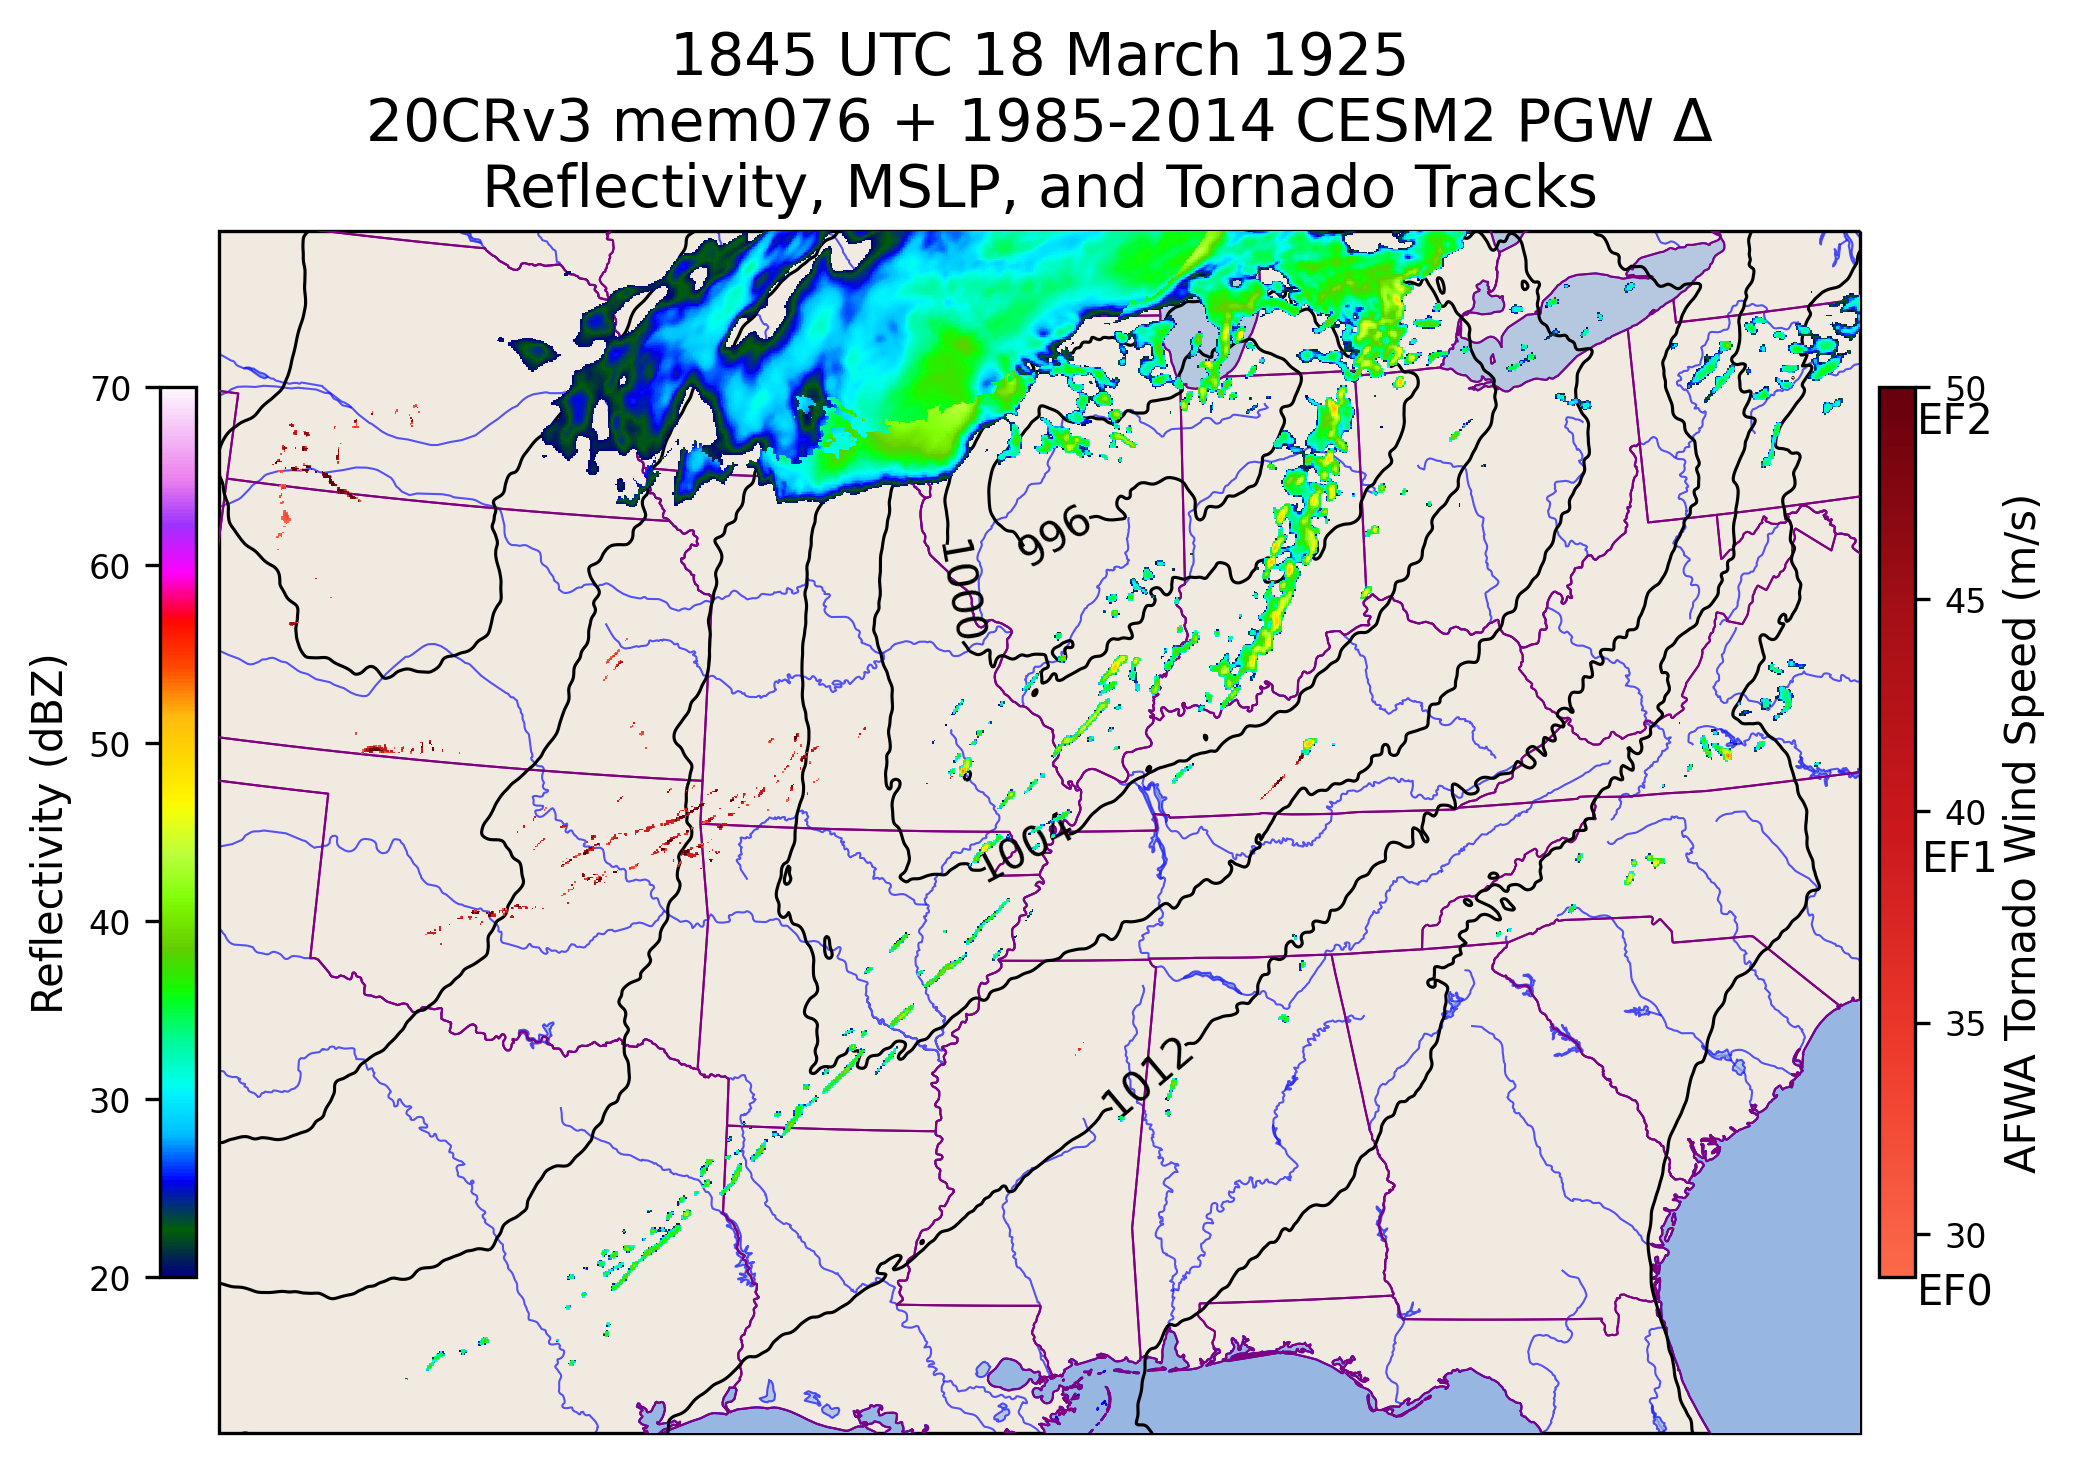 1845 UTC 18 March 1925
20CRv3 mem076 + 1985-2014 CESM2 PGW Δ
Reflectivity, MSLP, and Tornado Tracks
70
60
50
40
30
20
Reflectivity (dBZ)
996
1000
1004
1012
50
EF2
45
40
EF1
35
30
EF0
AFWA Tornado Wind Speed (m/s)